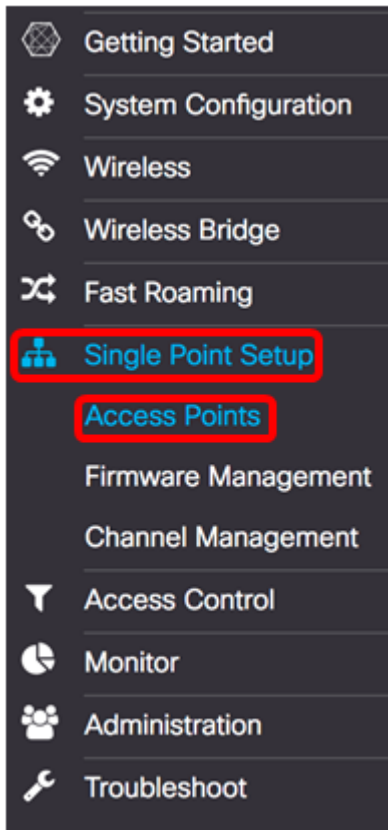 Getting Started
System Configuration
Wireless
Wireless Bridge
Fast Roaming
Single Point Setup
Access Points
Firmware Management
Channel Management
Access Control
Monitor
Administration
Troubleshoot